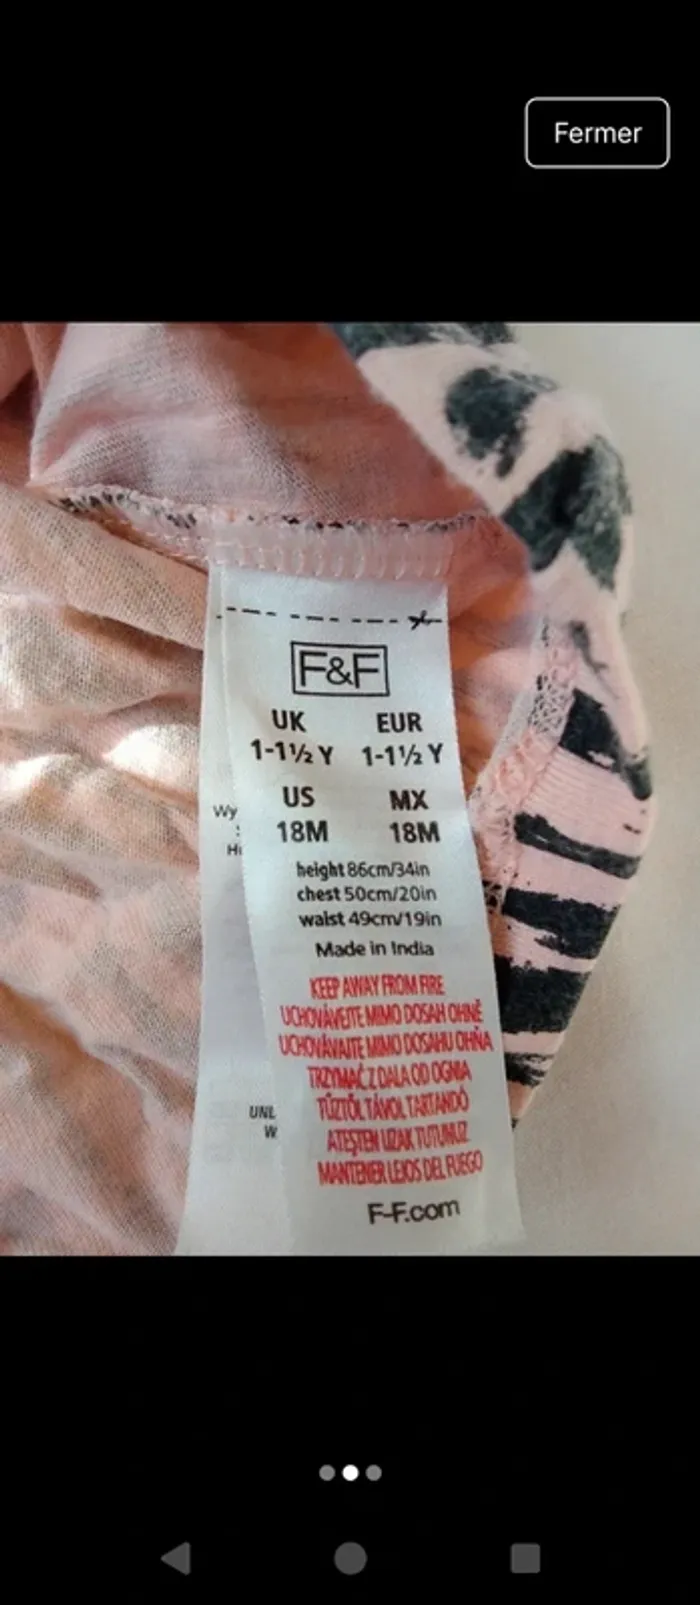 Fermer
F&F
UK EUR
1-1½ Y 1-1½ Y
US MX
18M 18M
height 86cm/34in
chest 50cm/20in
waist 49cm/19in
Made in India
KEEP AWAY FROM FIRE
UCHOVÁVEJTE MIMO DOSAH OHNĚ
UCHOVÁVAJTE MIMO DOSAHU OHŇA
TRZYMAĆ Z DALA OD OGNIA
TŰZTŐL TÁVOL TARTANDÓ
ATEŞTEN UZAK TUTUNUZ
MANTENER LEJOS DEL FUEGO
F-F.com
Wy
UNL
W